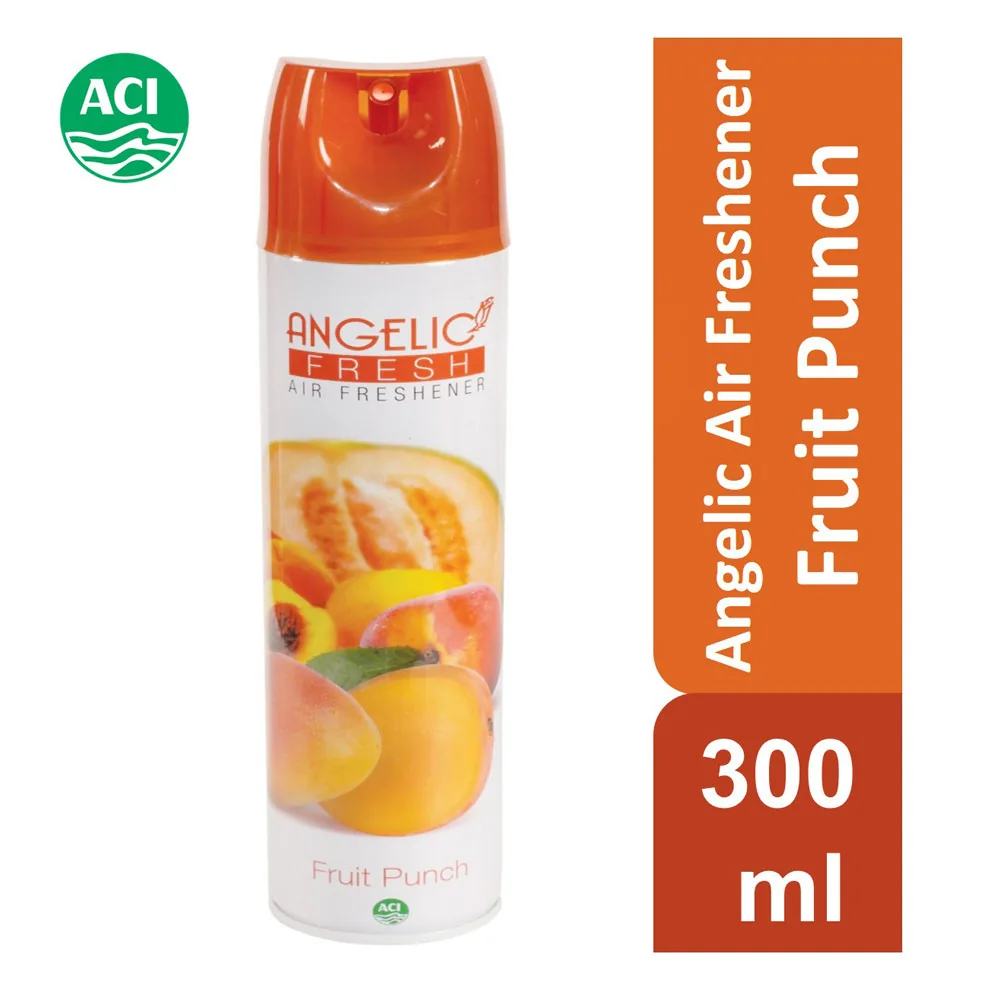 ACI
ANGELIC
FRESH
AIR FRESHENER
Fruit Punch
ACI
Angelic Air Freshener
Fruit Punch
300
ml